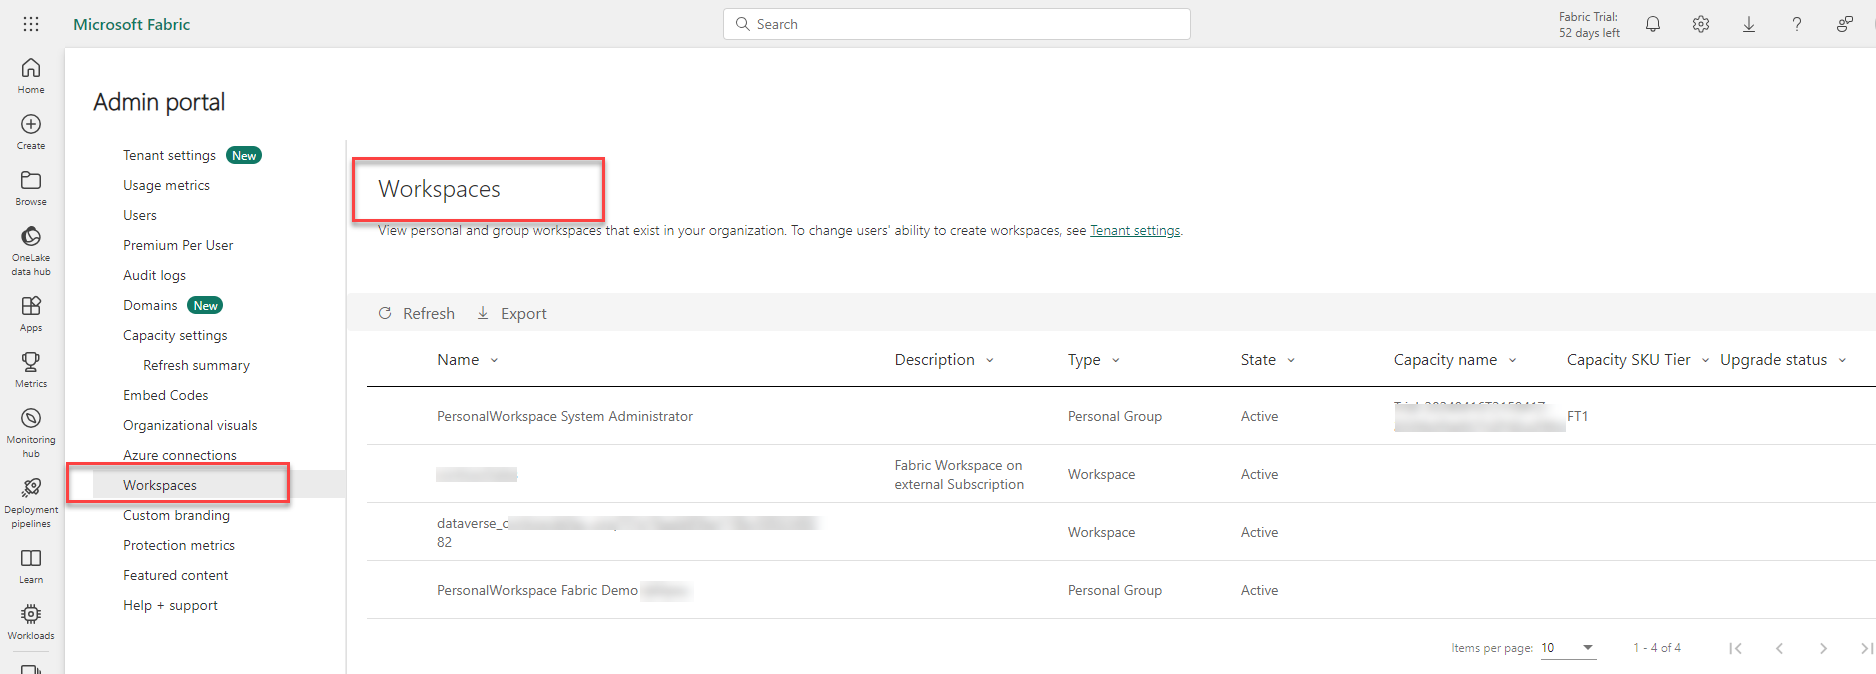 Microsoft Fabric
Search
Fabric Trial:
52 days left
Home
Create
Browse
OneLake
data hub
Apps
Metrics
Monitoring
hub
Deployment
pipelines
Learn
Workloads
Admin portal
Tenant settings New
Usage metrics
Users
Premium Per User
Audit logs
Domains New
Capacity settings
Refresh summary
Embed Codes
Organizational visuals
Azure connections
Workspaces
Custom branding
Protection metrics
Featured content
Help + support
Workspaces
View personal and group workspaces that exist in your organization. To change users' ability to create workspaces, see Tenant settings.
Refresh Export
Name Description Type State Capacity name Capacity SKU Tier Upgrade status
PersonalWorkspace System Administrator Personal Group Active FT1
Fabric Workspace on
external Subscription Workspace Active
dataverse_c
82 Workspace Active
PersonalWorkspace Fabric Demo Personal Group Active
Items per page: 10 1 - 4 of 4